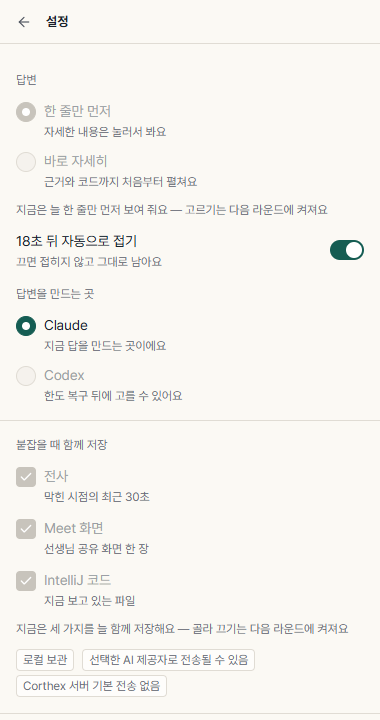 설정
답변
한 줄만 먼저
자세한 내용은 눌러서 봐요
바로 자세히
근거와 코드까지 처음부터 펼쳐요
지금은 늘 한 줄만 먼저 보여 줘요 — 고르기는 다음 라운드에 켜져요
18초 뒤 자동으로 접기
끄면 접히지 않고 그대로 남아요
답변을 만드는 곳
Claude
지금 답을 만드는 곳이에요
Codex
한도 복구 뒤에 고를 수 있어요
붙잡을 때 함께 저장
전사
막힌 시점의 최근 30초
Meet 화면
선생님 공유 화면 한 장
IntelliJ 코드
지금 보고 있는 파일
지금은 세 가지를 늘 함께 저장해요 — 골라 끄기는 다음 라운드에 켜져요
로컬 보관 선택한 AI 제공자로 전송될 수 있음
Corthex 서버 기본 전송 없음